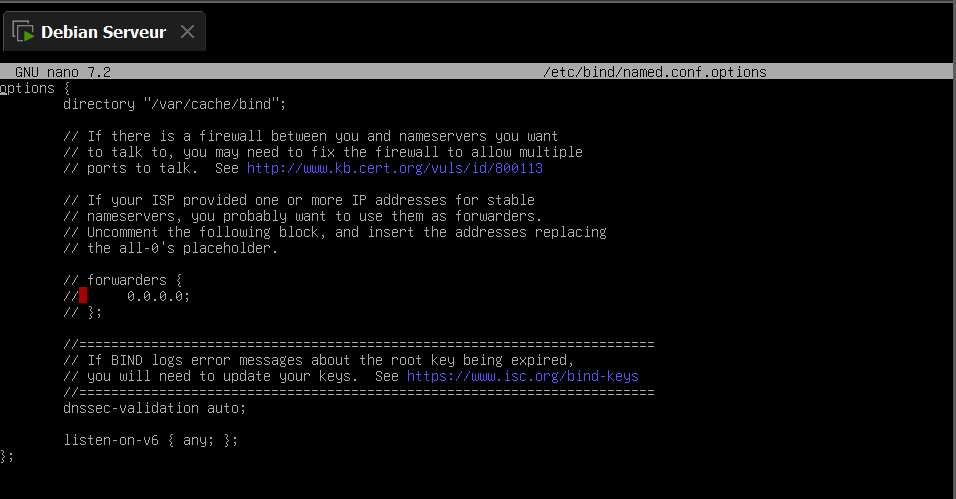 Debian Serveur
GNU nano 7.2 /etc/bind/named.conf.options
options {
directory "/var/cache/bind";
// If there is a firewall between you and nameservers you want
// to talk to, you may need to fix the firewall to allow multiple
// ports to talk.  See http://www.kb.cert.org/vuls/id/800113
// If your ISP provided one or more IP addresses for stable
// nameservers, you probably want to use them as forwarders.
// Uncomment the following block, and insert the addresses replacing
// the all-0's placeholder.
// forwarders {
//      0.0.0.0;
// };
//========================================================================
// If BIND logs error messages about the root key being expired,
// you will need to update your keys.  See https://www.isc.org/bind-keys
//========================================================================
dnssec-validation auto;
listen-on-v6 { any; };
};